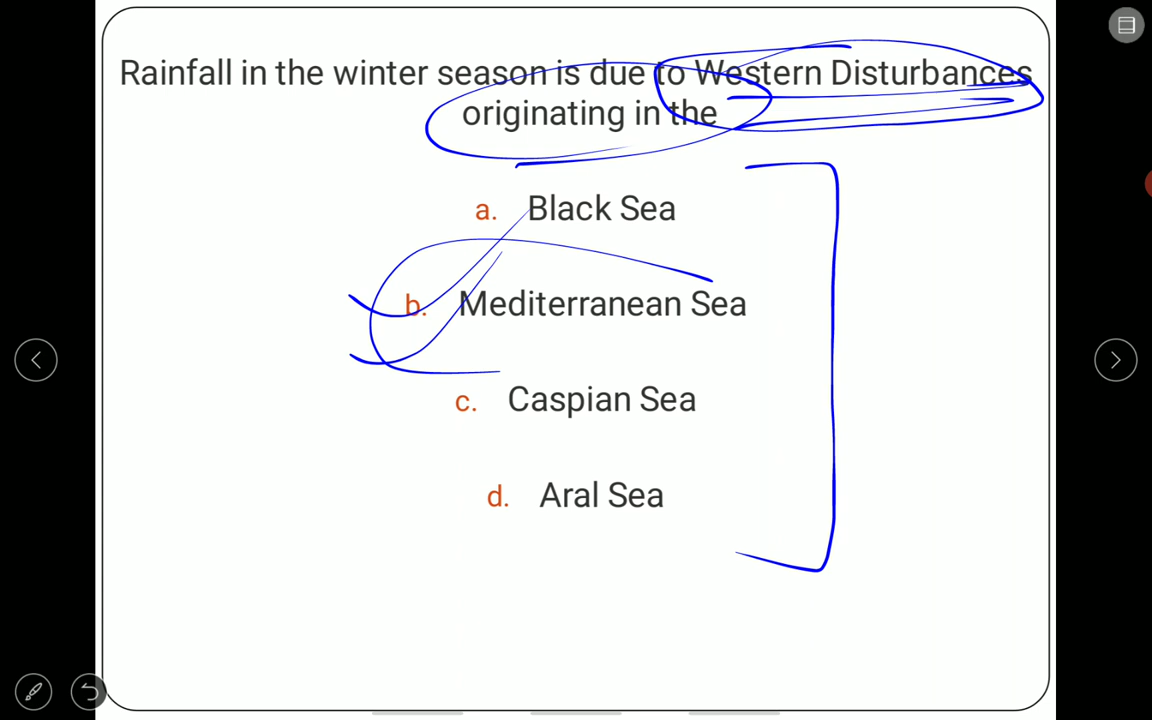 Rainfall in the winter season is due to Western Disturbances
originating in the
a. Black Sea
b. Mediterranean Sea
c. Caspian Sea
d. Aral Sea